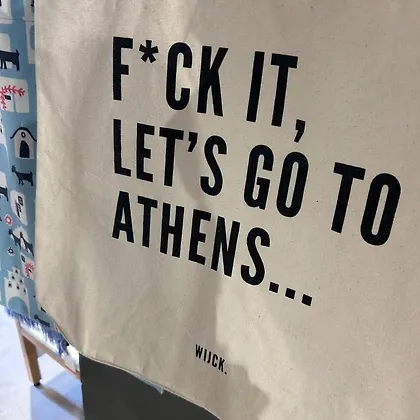 F*CK IT,
LET'S GO TO
ATHENS...
WIJCK.